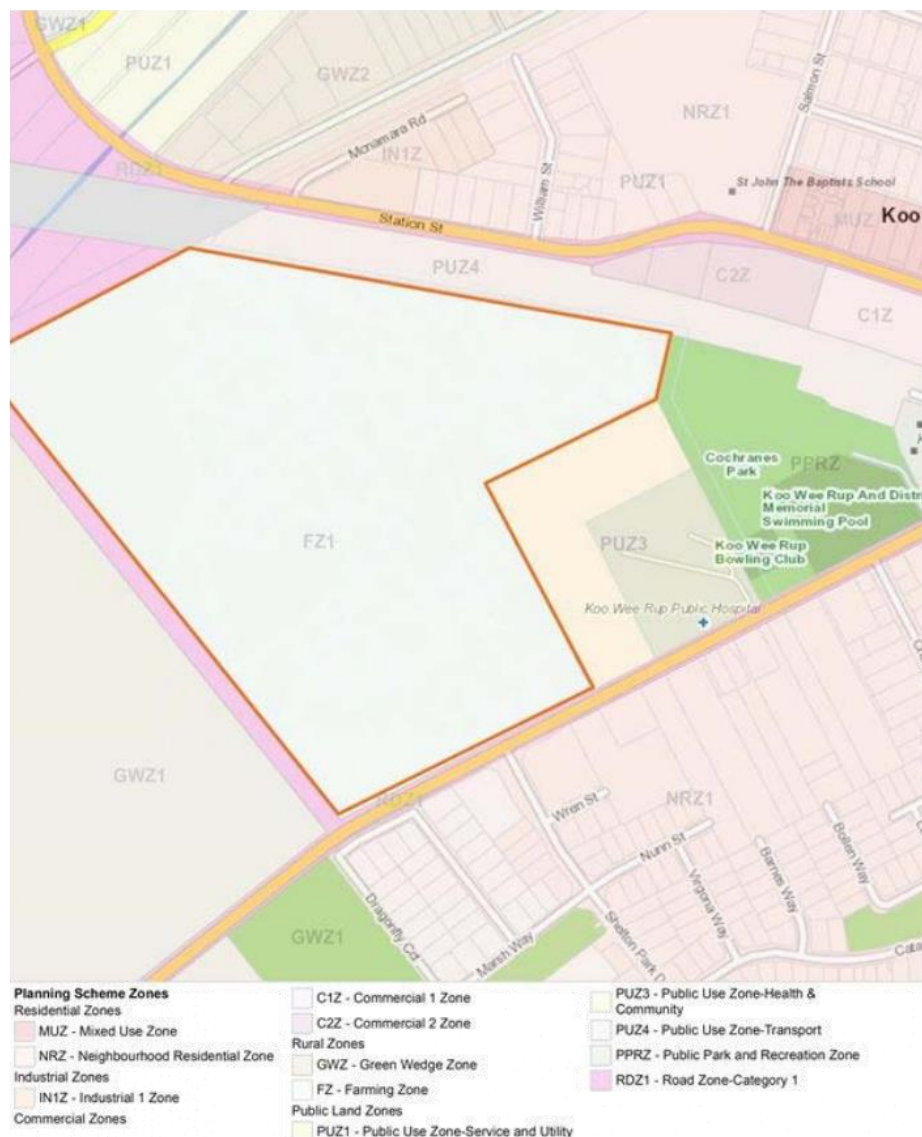 GWZ1
PUZ1
GWZ2
Salmon St
NRZ1
Mcnamara Rd
IN1Z
RDZ1
William St
PUZ1
St John The Baptists School
Station St
MUZ
Koo
PUZ4
C2Z
C1Z
Cochranes
Park
PPRZ
Koo Wee Rup And Distri
Memorial
Swimming Pool
FZ1
PUZ3
Koo Wee Rup
Bowling Club
Koo Wee Rup Public Hospital
GWZ1
RDZ1
Wren St
NRZ1
Nunn St
Virgona Way
Barnes Way
Bollen Way
Dragonfly Cd
GWZ1
Marsh Way
Shelton Park D
Cata
Planning Scheme Zones
Residential Zones
MUZ - Mixed Use Zone
NRZ - Neighbourhood Residential Zone
Industrial Zones
IN1Z - Industrial 1 Zone
Commercial Zones
C1Z - Commercial 1 Zone
C2Z - Commercial 2 Zone
Rural Zones
GWZ - Green Wedge Zone
FZ - Farming Zone
Public Land Zones
PUZ1 - Public Use Zone-Service and Utility
PUZ3 - Public Use Zone-Health &
Community
PUZ4 - Public Use Zone-Transport
PPRZ - Public Park and Recreation Zone
RDZ1 - Road Zone-Category 1